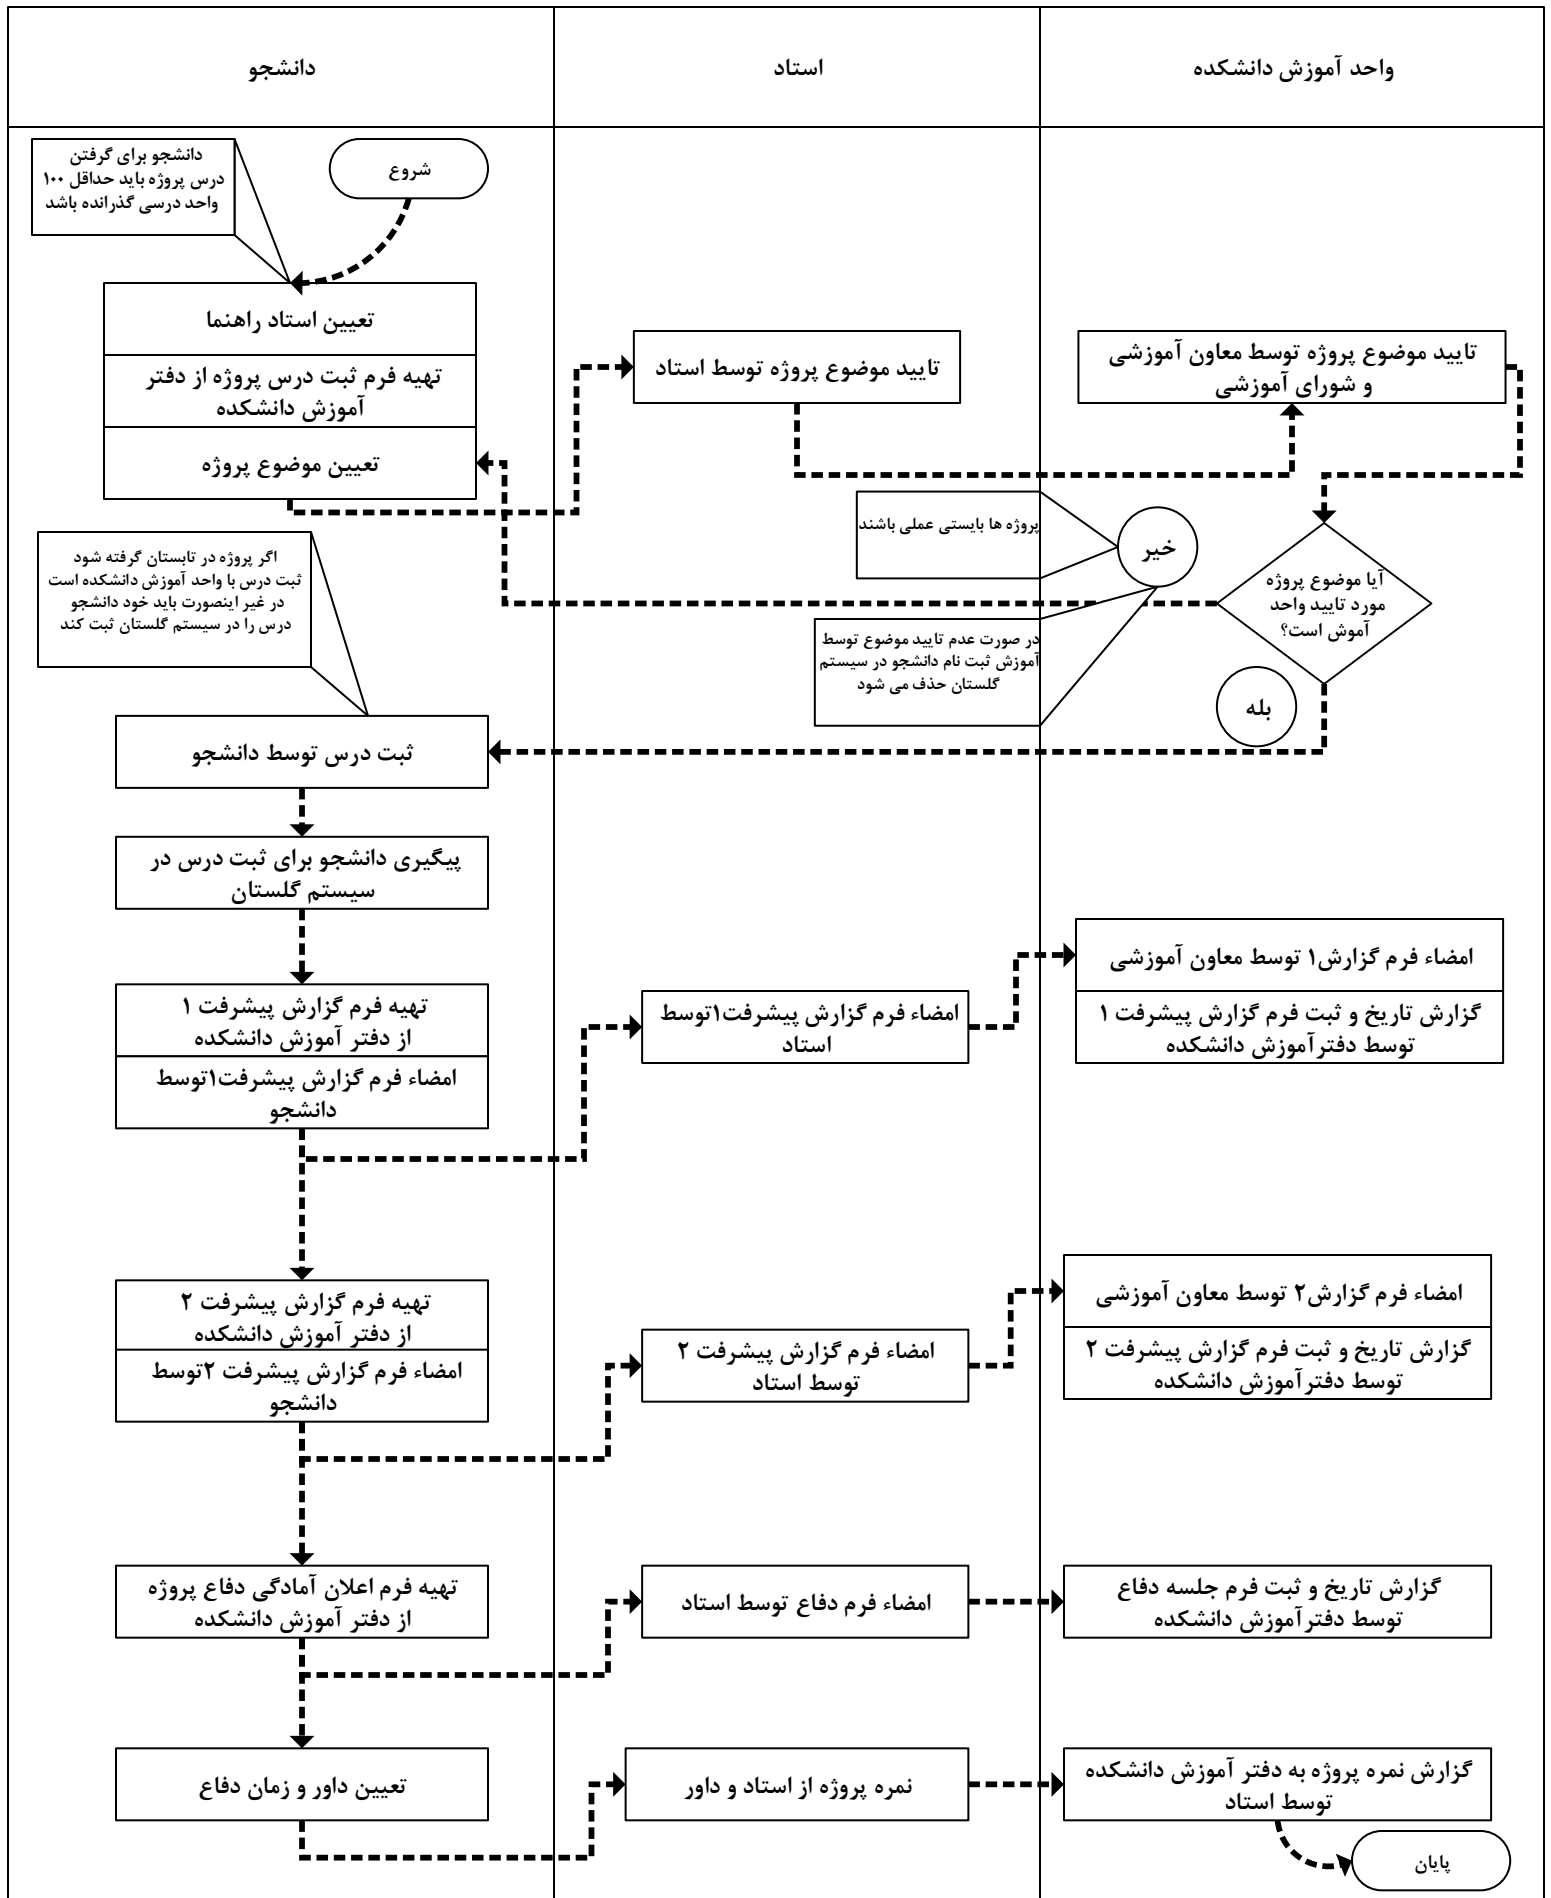 دانشجو
استاد
واحد آموزش دانشکده
دانشجو برای گرفتن
درس پروژه باید حداقل ۱۰۰
واحد درسی گذرانده باشد
شروع
تعیین استاد راهنما
تهیه فرم ثبت درس پروژه از دفتر
آموزش دانشکده
تعیین موضوع پروژه
تایید موضوع پروژه توسط استاد
تایید موضوع پروژه توسط معاون آموزشی
و شورای آموزشی
پروژه ها بایستی عملی باشند
خیر
آیا موضوع پروژه
مورد تایید واحد
آموش است؟
در صورت عدم تایید موضوع توسط
آموزش ثبت نام دانشجو در سیستم
گلستان حذف می شود
بله
اگر پروژه در تابستان گرفته شود
ثبت درس با واحد آموزش دانشکده است
در غیر اینصورت باید خود دانشجو
درس را در سیستم گلستان ثبت کند
ثبت درس توسط دانشجو
پیگیری دانشجو برای ثبت درس در
سیستم گلستان
تهیه فرم گزارش پیشرفت ۱
از دفتر آموزش دانشکده
امضاء فرم گزارش پیشرفت۱توسط
دانشجو
امضاء فرم گزارش پیشرفت۱توسط
استاد
امضاء فرم گزارش۱ توسط معاون آموزشی
گزارش تاریخ و ثبت فرم گزارش پیشرفت ۱
توسط دفترآموزش دانشکده
تهیه فرم گزارش پیشرفت ۲
از دفتر آموزش دانشکده
امضاء فرم گزارش پیشرفت ۲توسط
دانشجو
امضاء فرم گزارش پیشرفت ۲
توسط استاد
امضاء فرم گزارش۲ توسط معاون آموزشی
گزارش تاریخ و ثبت فرم گزارش پیشرفت ۲
توسط دفترآموزش دانشکده
تهیه فرم اعلان آمادگی دفاع پروژه
از دفتر آموزش دانشکده
امضاء فرم دفاع توسط استاد
گزارش تاریخ و ثبت فرم جلسه دفاع
توسط دفترآموزش دانشکده
تعیین داور و زمان دفاع
نمره پروژه از استاد و داور
گزارش نمره پروژه به دفتر آموزش دانشکده
توسط استاد
پایان